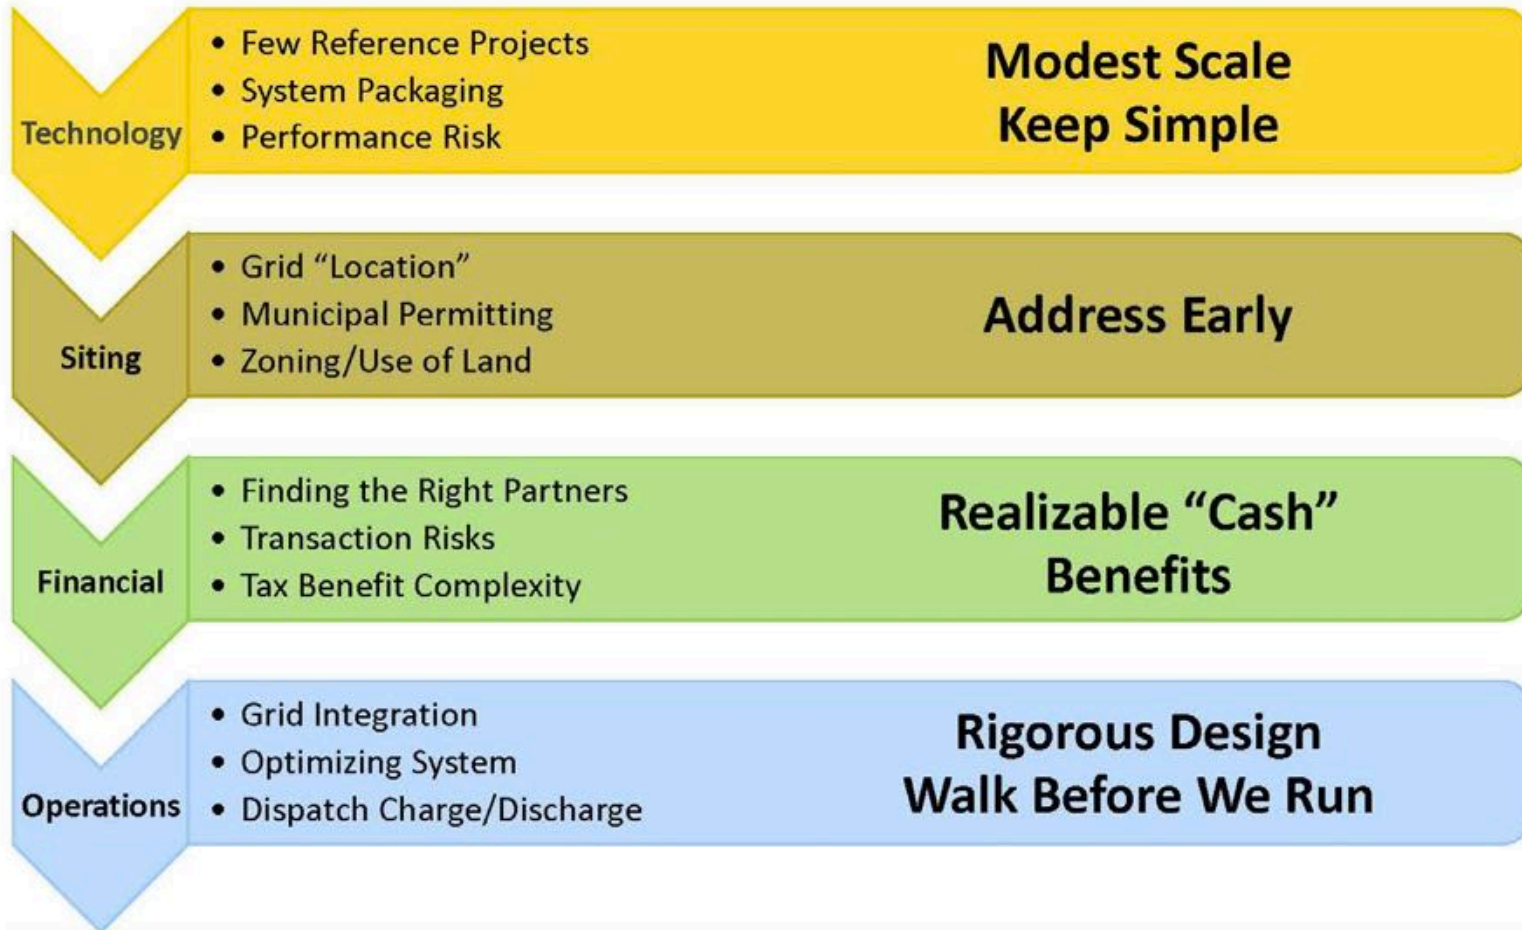 Technology
• Few Reference Projects
• System Packaging
• Performance Risk
Modest Scale
Keep Simple
Siting
• Grid “Location”
• Municipal Permitting
• Zoning/Use of Land
Address Early
Financial
• Finding the Right Partners
• Transaction Risks
• Tax Benefit Complexity
Realizable “Cash”
Benefits
Operations
• Grid Integration
• Optimizing System
• Dispatch Charge/Discharge
Rigorous Design
Walk Before We Run